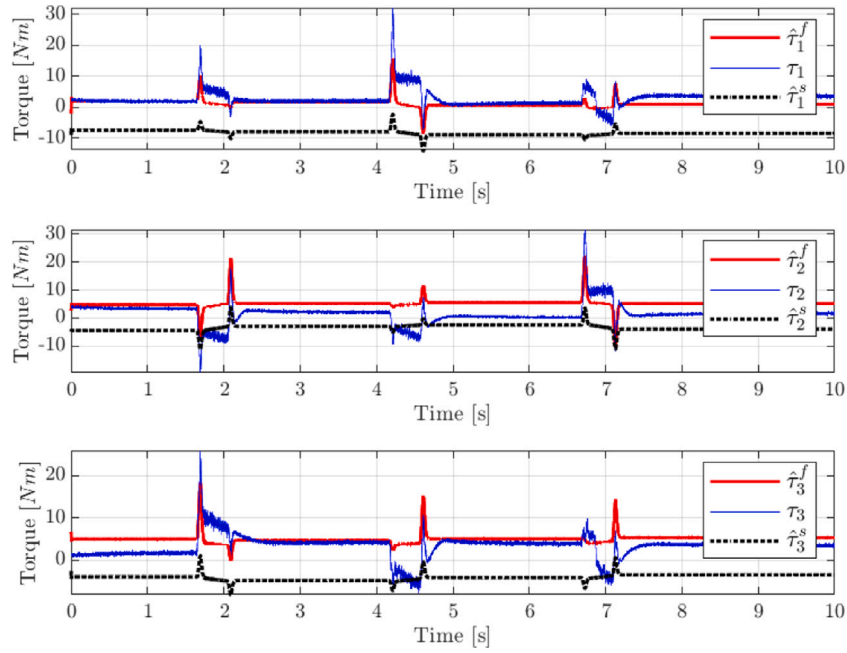 30
20
10
0
-10
Torque [Nm]
τ̂₁ᶠ
τ₁
τ̂₁ˢ
0 1 2 3 4 5 6 7 8 9 10
Time [s]
30
20
10
0
-10
Torque [Nm]
τ̂₂ᶠ
τ₂
τ̂₂ˢ
0 1 2 3 4 5 6 7 8 9 10
Time [s]
20
10
0
Torque [Nm]
τ̂₃ᶠ
τ₃
τ̂₃ˢ
0 1 2 3 4 5 6 7 8 9 10
Time [s]